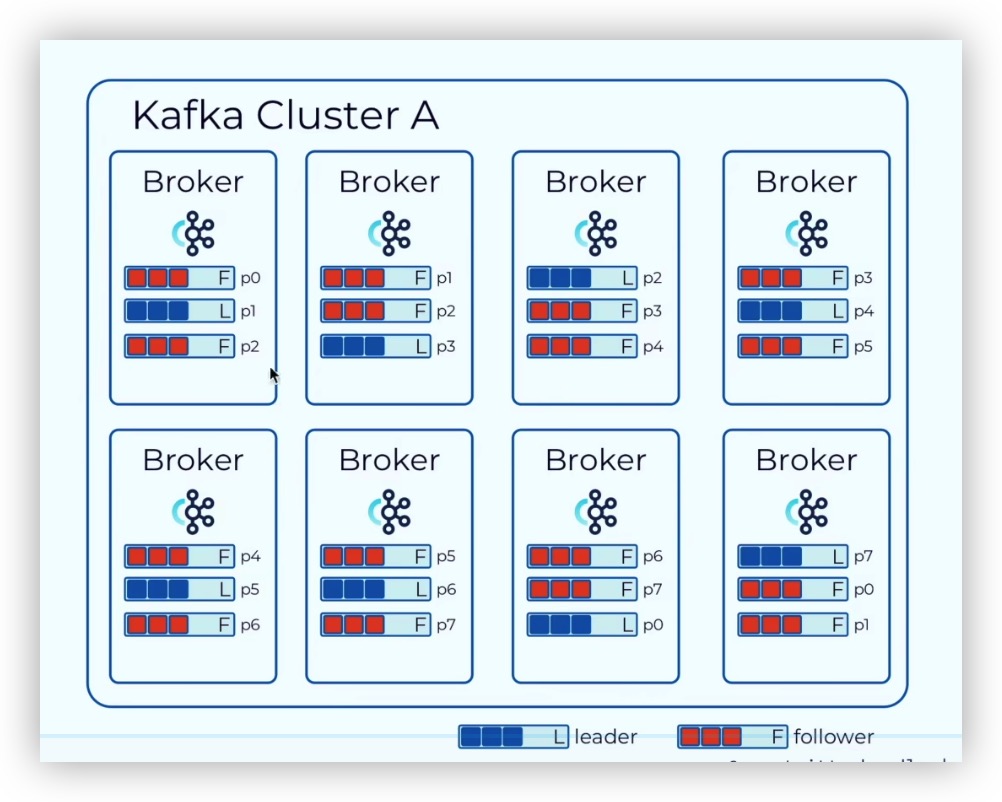 Kafka Cluster A
Broker Broker Broker Broker
F p0 F p1 L p2 F p3
L p1 F p2 F p3 L p4
F p2 L p3 F p4 F p5
Broker Broker Broker Broker
F p4 F p5 F p6 L p7
L p5 L p6 F p7 F p0
F p6 F p7 L p0 F p1
L leader F follower